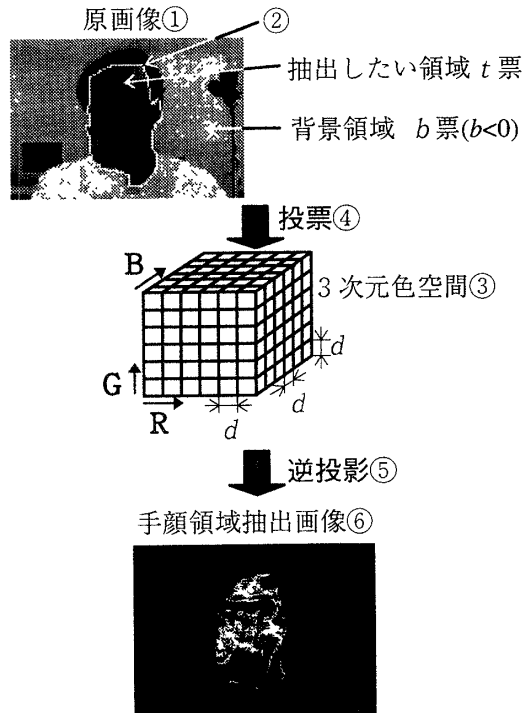 原画像①
②
抽出したい領域 t 票
背景領域 b票(b<0)
投票④
B
3次元色空間③
d
G
d
R
d
逆投影⑤
手顔領域抽出画像⑥